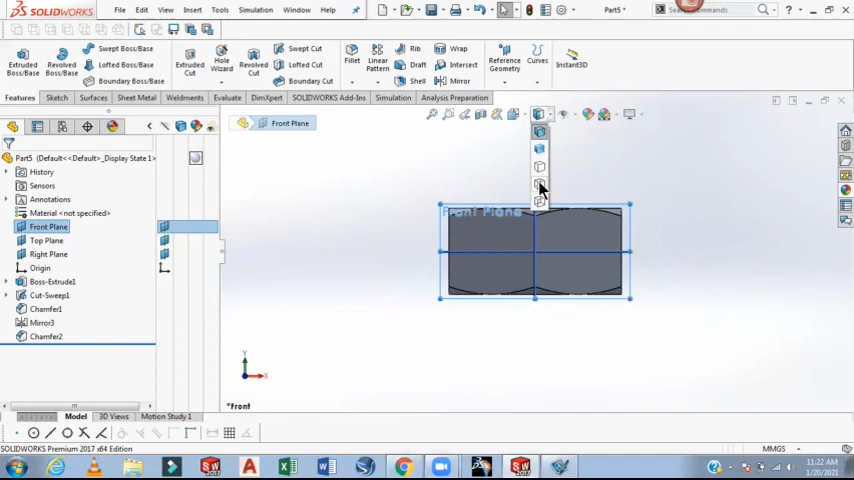 SOLIDWORKS File Edit View Insert Tools Simulation Window Part5 * Search Commands
Extruded Boss/Base
Revolved Boss/Base
Swept Boss/Base
Lofted Boss/Base
Boundary Boss/Base
Extruded Cut
Hole Wizard
Revolved Cut
Swept Cut
Lofted Cut
Boundary Cut
Fillet
Linear Pattern
Rib
Draft
Shell
Wrap
Intersect
Mirror
Reference Geometry
Curves
Instant3D
Features Sketch Surfaces Sheet Metal Weldments Evaluate DimXpert SOLIDWORKS Add-Ins Simulation Analysis Preparation
Front Plane
Part5 (Default<<Default>_Display State 1>
History
Sensors
Annotations
Material <not specified>
Front Plane
Top Plane
Right Plane
Origin
Boss-Extrude1
Cut-Sweep1
Chamfer1
Mirror3
Chamfer2
Front Plane
Y
X
*Front
Model 3D Views Motion Study 1
SOLIDWORKS Premium 2017 x64 Edition MMGS
11:22 AM
1/20/2021